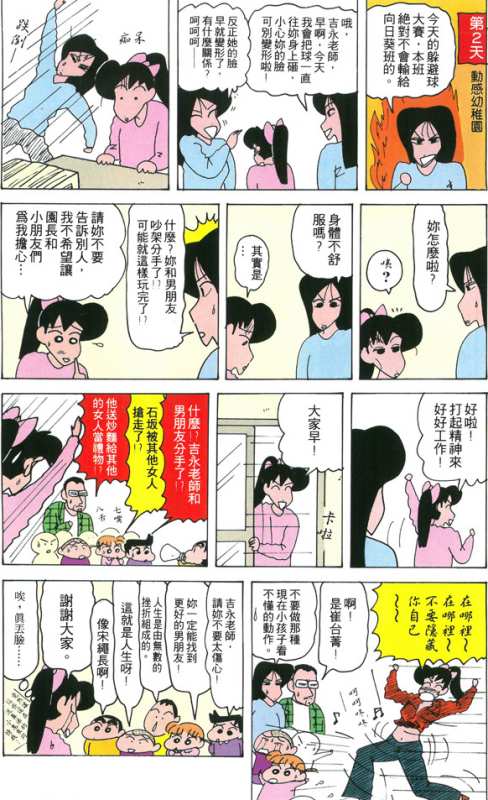 第2天
動感幼稚園
今天的躲避球
大賽，本班
絕對不會輸給
向日葵班的。
哦，
吉永老師，
早啊，今天
我會把球一直
往妳身上砸，
小心妳的臉
可別變形啦
反正她的臉
早就變形了，
有什麼關係？
呵呵呵
痴呆
跌倒
妳怎麼啦？
唉？
身體不舒
服嗎？
其實是
什麼？妳和男朋友
吵架分手了！？
可能就這樣玩完了！？
請妳不要
告訴別人，
我不希望讓
園長和
小朋友們
為我擔心…
好啦！
打起精神來
好好工作！
大家早！
卡啦
什麼！？吉永老師和
男朋友分手了！？
石坂被其他女人
搶走了！？
他送炒麵給其他
的女人當禮物！？
七嘴
八舌
在哪裡～
在哪裡～
不要隱藏
你自己
～～
啊！
是崔台菁！
不要做那種
現在小孩子看
不懂的動作。
吉永老師，
請妳不要太傷心！
妳一定能找到
更好的男朋友！
人生是由無數的
挫折組成的。
這就是人生呀！
像宋繩長啊！
謝謝大家。
唉，真丟臉……